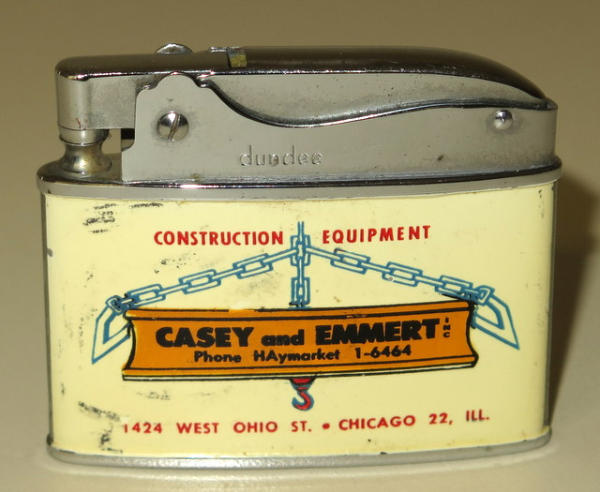 dundee
CONSTRUCTION EQUIPMENT
CASEY and EMMERT INC
Phone HAymarket 1-6464
1424 WEST OHIO ST. • CHICAGO 22, ILL.